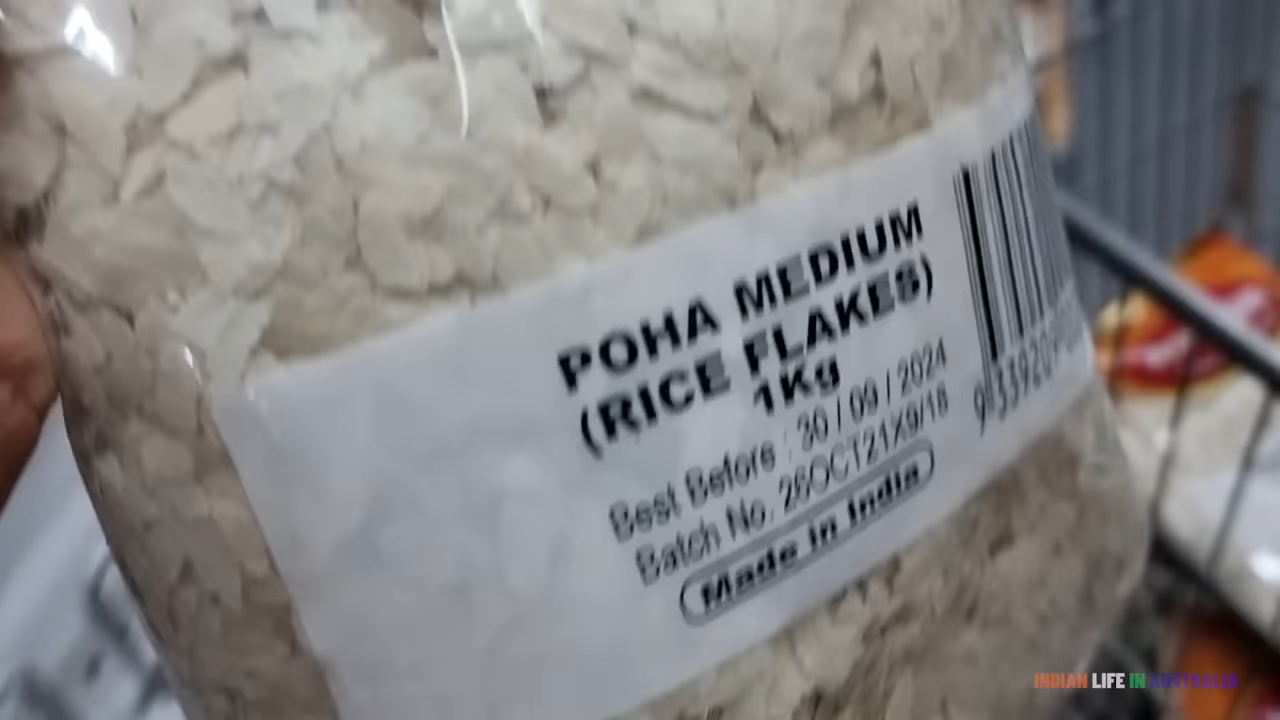 POHA MEDIUM
(RICE FLAKES)
1Kg
Best Before : 30 / 09 / 2024
Batch No. 26OCT21X9/18
Made in India
INDIAN LIFE IN AUSTRALIA